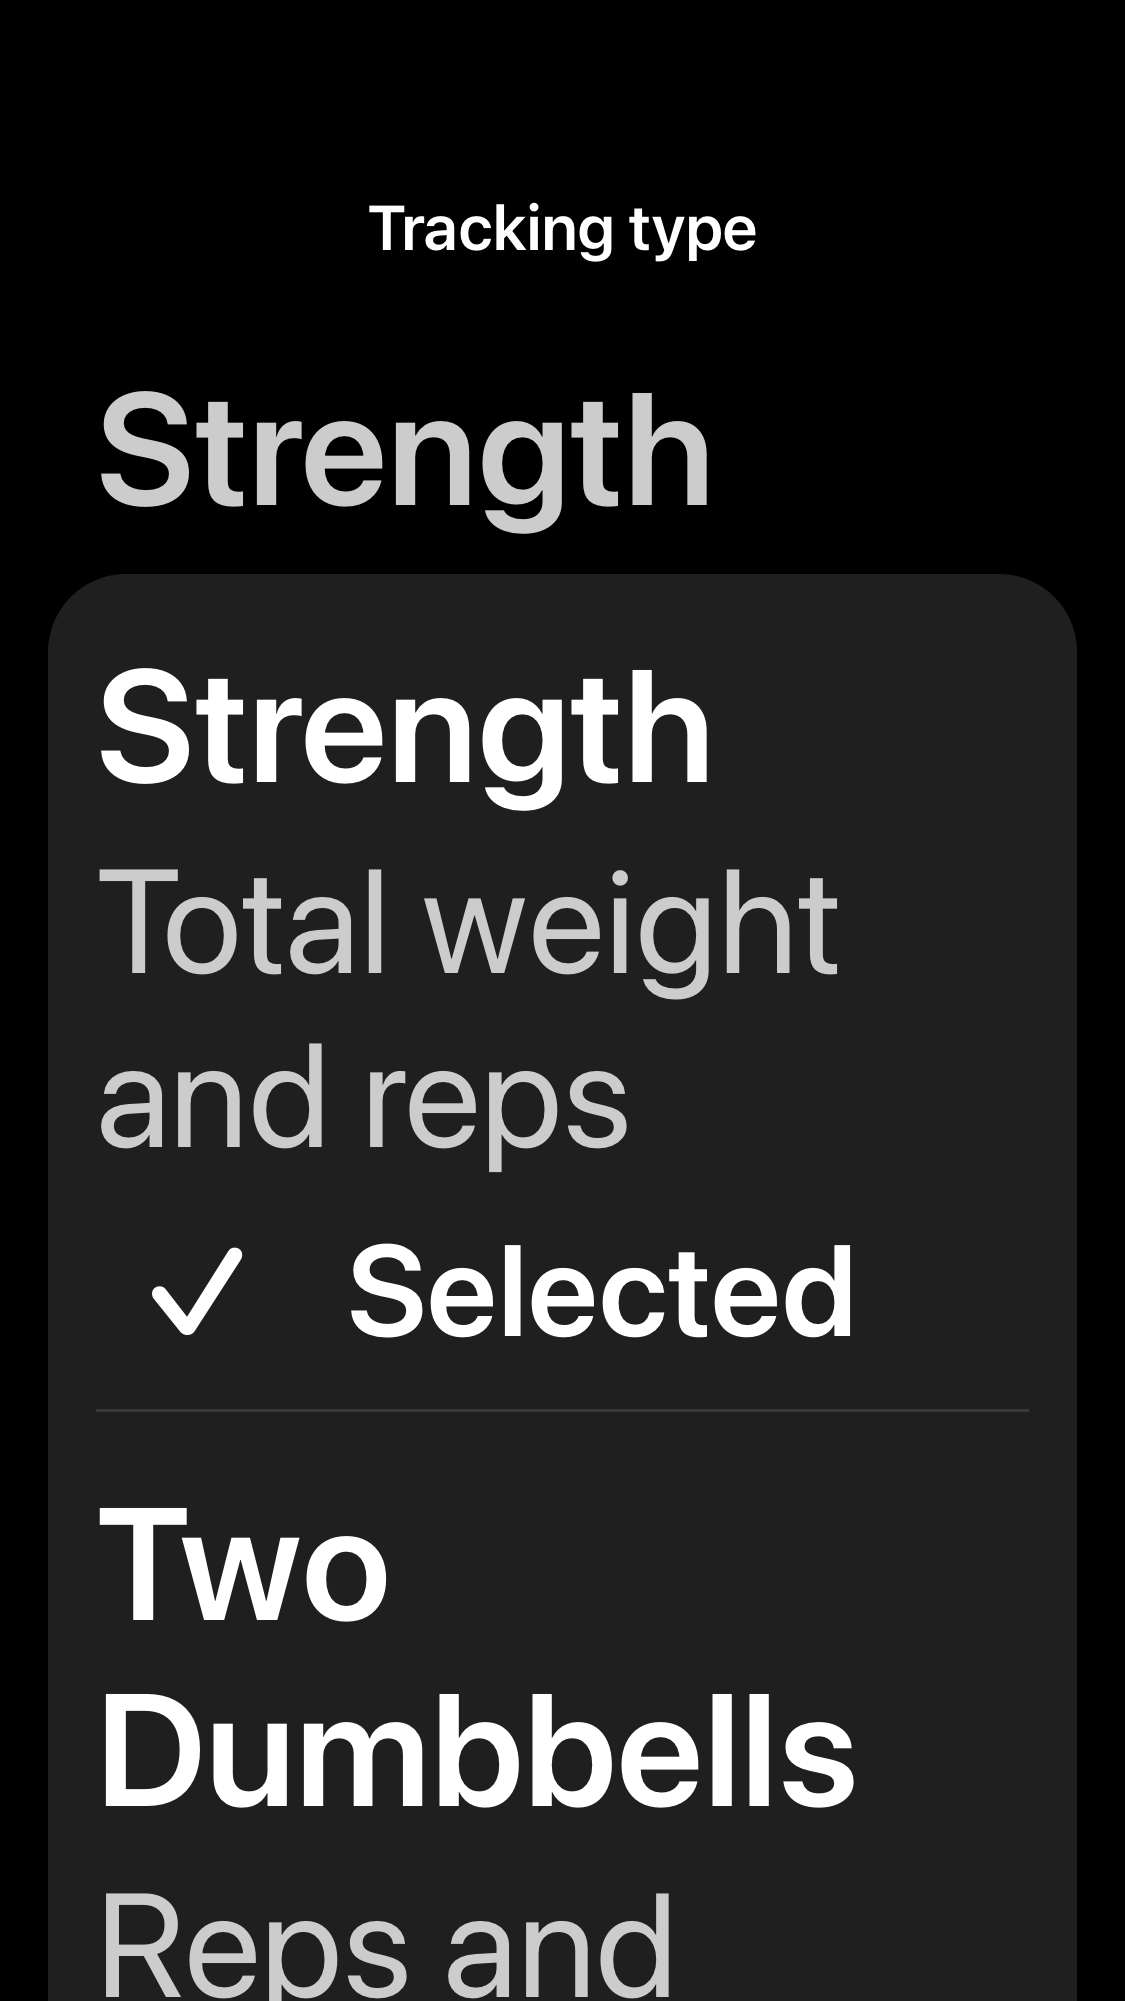 Tracking type
Strength
Strength
Total weight
and reps
Selected
Two
Dumbbells
Reps and